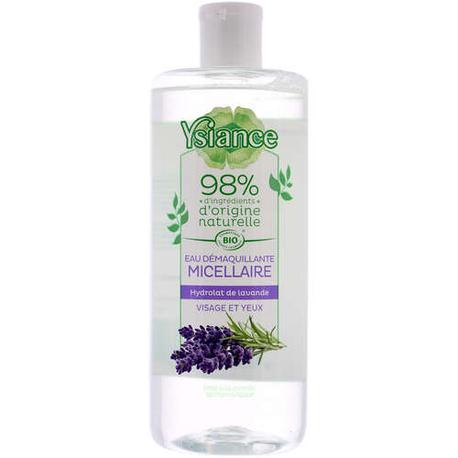 Ysiance
98%
d'ingrédients
d'origine
naturelle
BIO
EAU DÉMAQUILLANTE
MICELLAIRE
Hydrolat de lavande
VISAGE ET YEUX